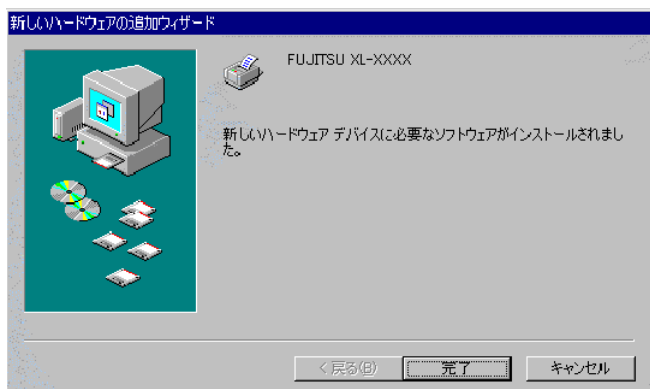 新しいハードウェアの追加ウィザード
FUJITSU XL-XXXX
新しいハードウェア デバイスに必要なソフトウェアがインストールされまし
た。
< 戻る(B)
完了
キャンセル